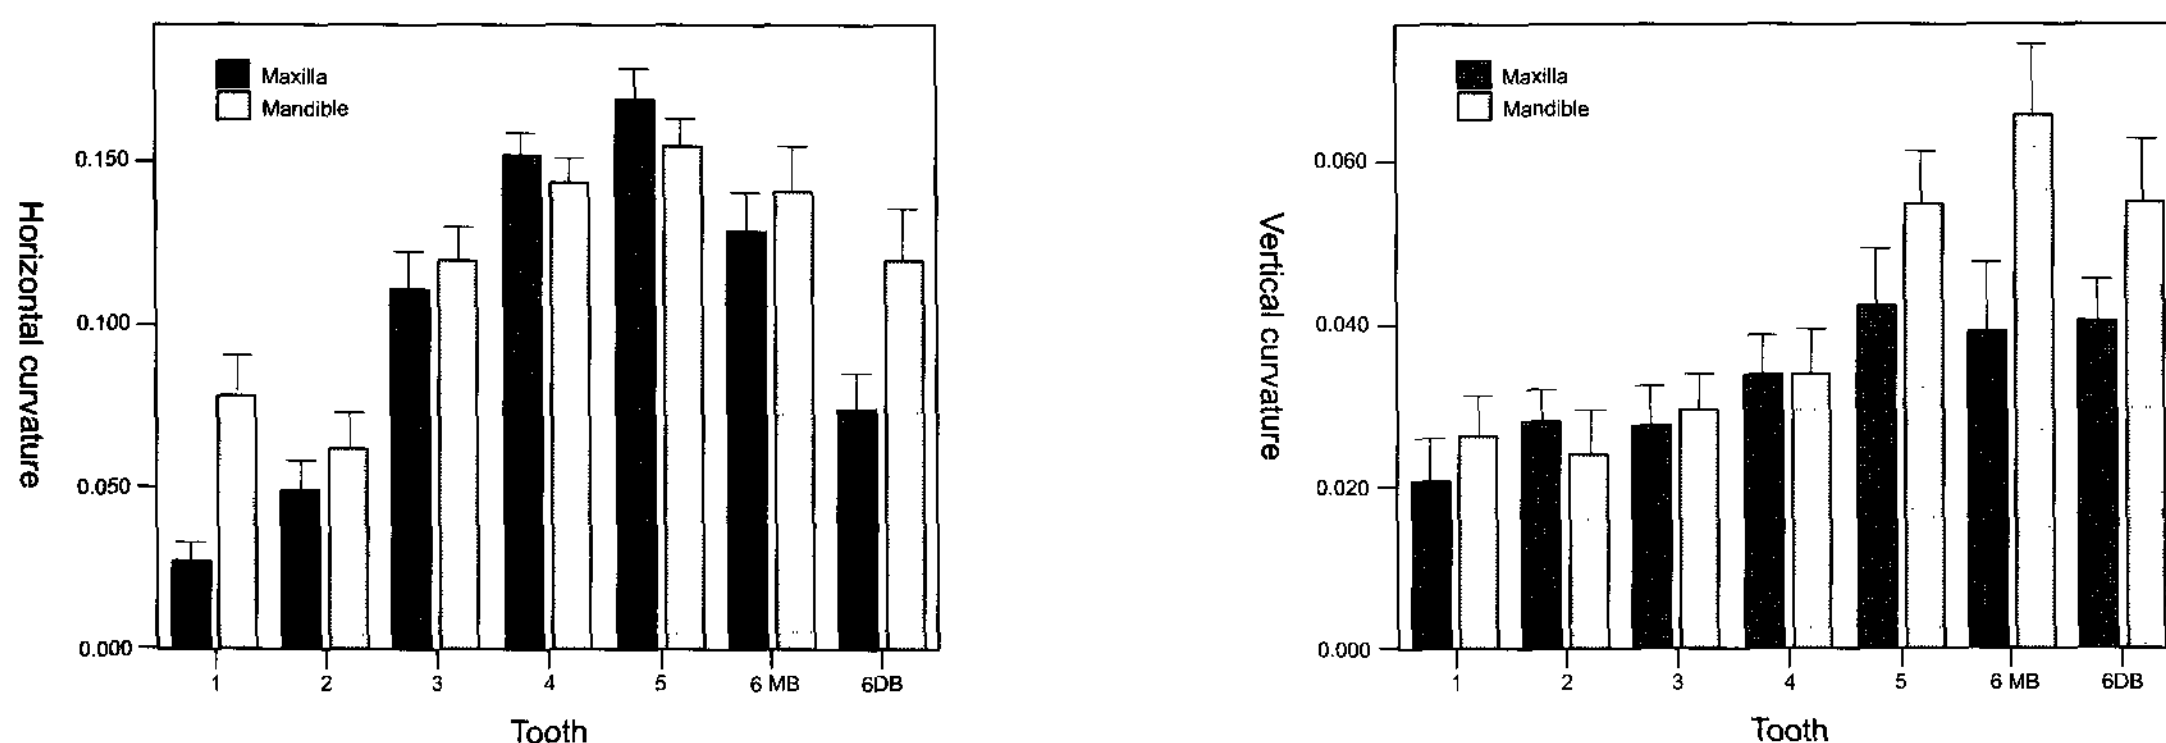 Maxilla
Mandible
0.150
0.100
0.050
0.000
Horizontal curvature
1 2 3 4 5 6 MB 6DB
Tooth
Maxilla
Mandible
0.060
0.040
0.020
0.000
Vertical curvature
1 2 3 4 5 6 MB 6DB
Tooth